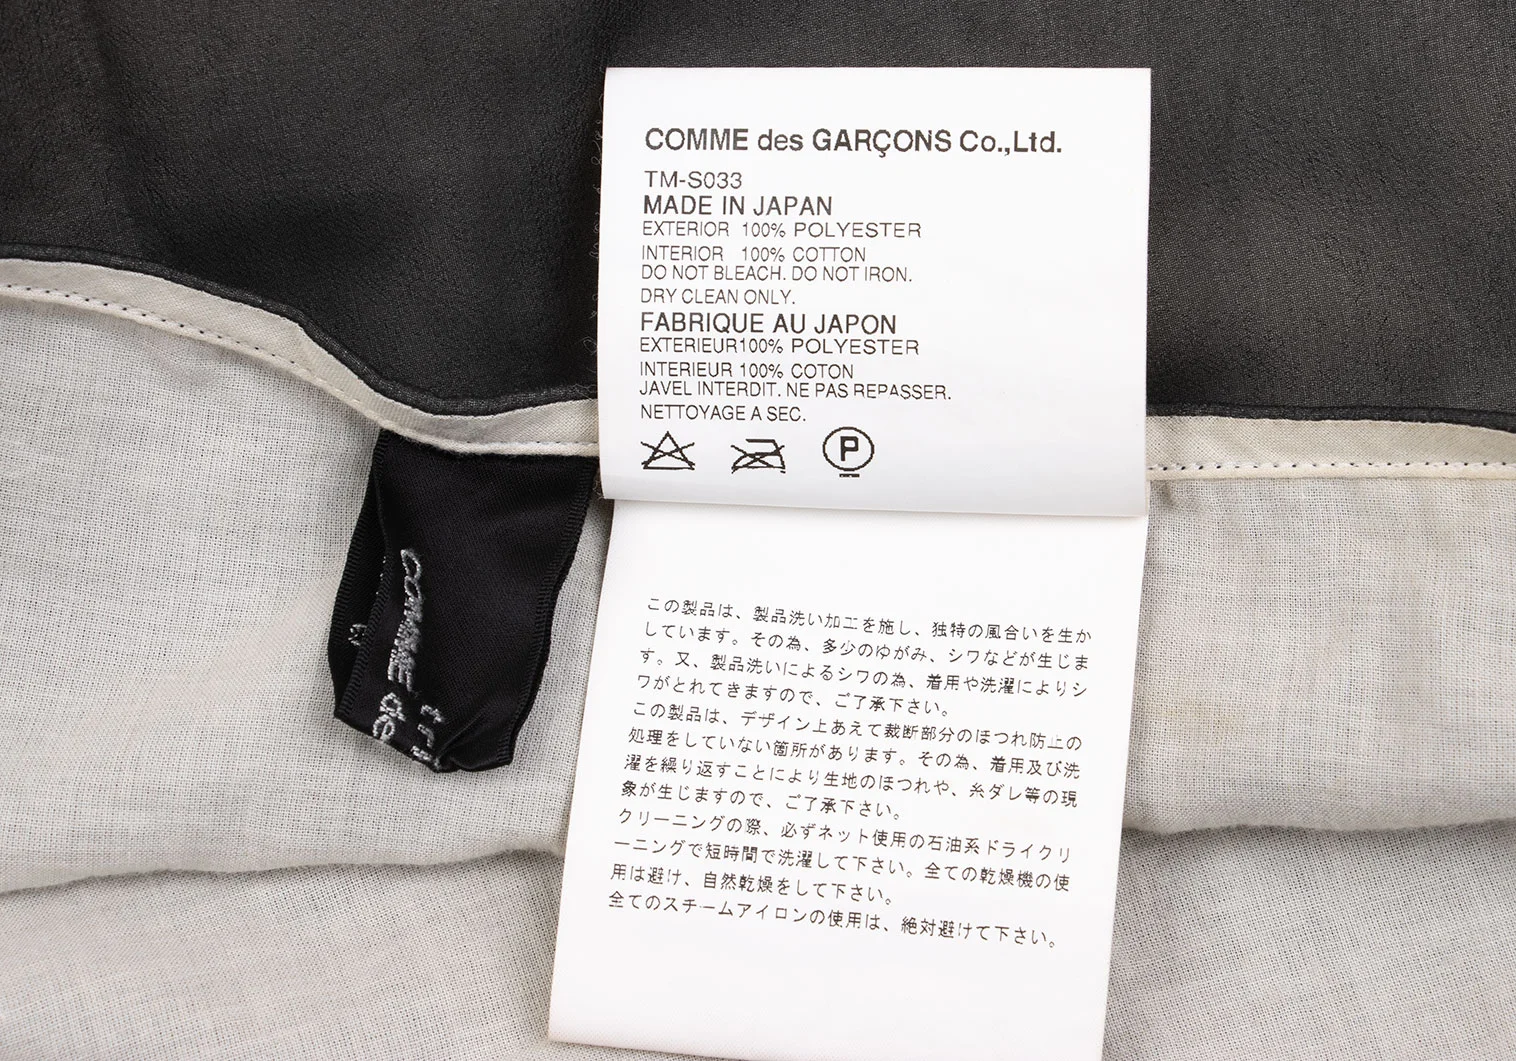 COMME des GARÇONS Co.,Ltd.
TM-S033
MADE IN JAPAN
EXTERIOR 100% POLYESTER
INTERIOR 100% COTTON
DO NOT BLEACH. DO NOT IRON.
DRY CLEAN ONLY.
FABRIQUE AU JAPON
EXTERIEUR100% POLYESTER
INTERIEUR 100% COTON
JAVEL INTERDIT. NE PAS REPASSER.
NETTOYAGE A SEC.
P
この製品は、製品洗い加工を施し、独特の風合いを生か
しています。その為、多少のゆがみ、シワなどが生じま
す。又、製品洗いによるシワの為、着用や洗濯によりシ
ワがとれてきますので、ご了承下さい。
この製品は、デザイン上あえて裁断部分のほつれ防止の
処理をしていない箇所があります。その為、着用及び洗
濯を繰り返すことにより生地のほつれや、糸ダレ等の現
象が生じますので、ご了承下さい。
クリーニングの際、必ずネット使用の石油系ドライクリ
ーニングで短時間で洗濯して下さい。全ての乾燥機の使
用は避け、自然乾燥をして下さい。
全てのスチームアイロンの使用は、絶対避けて下さい。
COMME de
tri